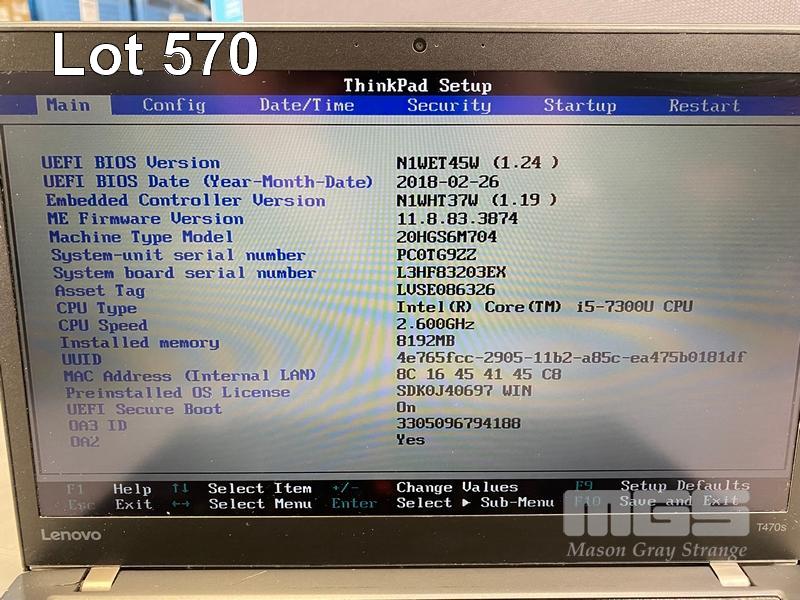 Lot 570
ThinkPad Setup
Main Config Date/Time Security Startup Restart
UEFI BIOS Version N1WET45W (1.24 )
UEFI BIOS Date (Year-Month-Date) 2018-02-26
Embedded Controller Version N1WHT37W (1.19 )
ME Firmware Version 11.8.83.3874
Machine Type Model 20HGS6M704
System-unit serial number PC0TG9ZZ
System board serial number L3HF83203EX
Asset Tag LVSE086326
CPU Type Intel(R) Core(TM) i5-7300U CPU
CPU Speed 2.600GHz
Installed memory 8192MB
UUID 4e765fcc-2905-11b2-a85c-ea475b0181df
MAC Address (Internal LAN) 8C 16 45 41 45 C8
Preinstalled OS License SDK0J40697 WIN
UEFI Secure Boot On
OA3 ID 3305096794188
OA2 Yes
F1 Help ↑↓ Select Item +/- Change Values F9 Setup Defaults
Esc Exit ←→ Select Menu Enter Select ▶ Sub-Menu F10 Save and Exit
MGS
Lenovo T470s
Mason Gray Strange